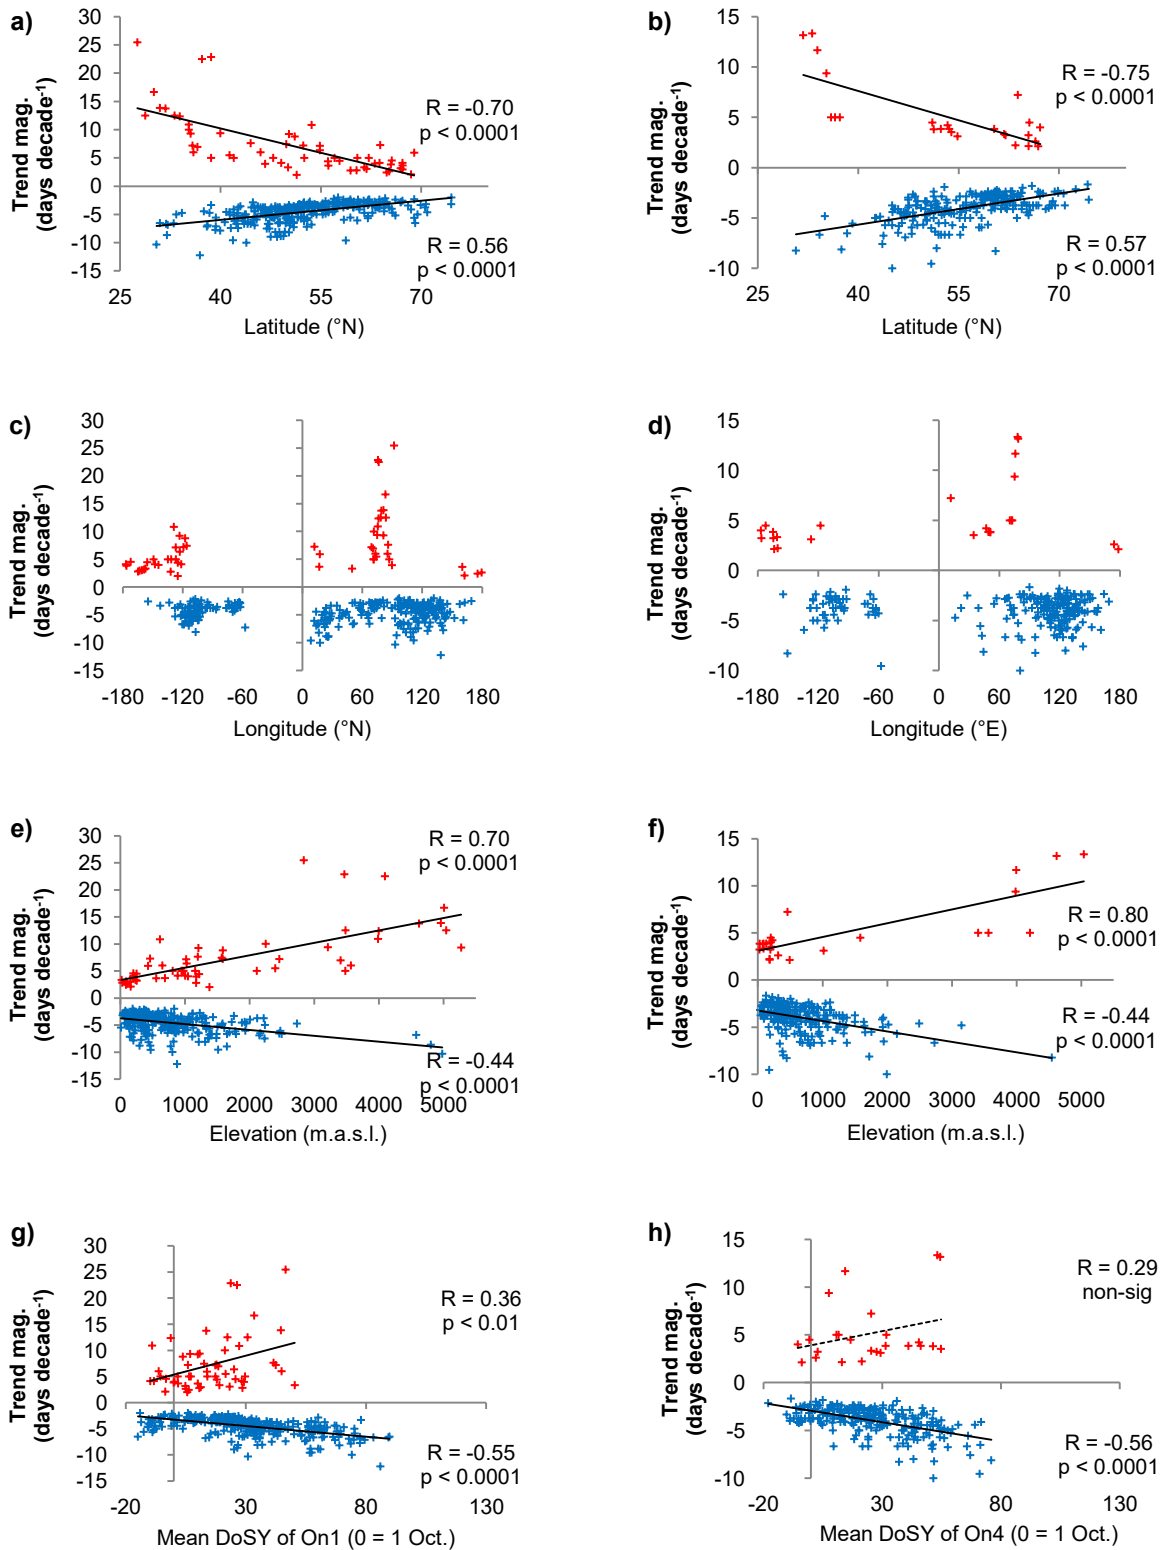 a)
Trend mag.
(days decade-1)
30
25
20
15
10
5
0
-5
-10
-15
R = -0.70
p < 0.0001
R = 0.56
p < 0.0001
25
40
55
70
Latitude (°N)
b)
Trend mag.
(days decade-1)
15
10
5
0
-5
-10
R = -0.75
p < 0.0001
R = 0.57
p < 0.0001
25
40
55
70
Latitude (°N)
c)
Trend mag.
(days decade-1)
30
25
20
15
10
5
0
-5
-10
-15
-180
-120
-60
0
60
120
180
Longitude (°N)
d)
Trend mag.
(days decade-1)
15
10
5
0
-5
-10
-180
-120
-60
0
60
120
180
Longitude (°E)
e)
Trend mag.
(days decade-1)
30
25
20
15
10
5
0
-5
-10
-15
R = 0.70
p < 0.0001
R = -0.44
p < 0.0001
0
1000
2000
3000
4000
5000
Elevation (m.a.s.l.)
f)
Trend mag.
(days decade-1)
15
10
5
0
-5
-10
R = 0.80
p < 0.0001
R = -0.44
p < 0.0001
0
1000
2000
3000
4000
5000
Elevation (m.a.s.l.)
g)
Trend mag.
(days decade-1)
30
25
20
15
10
5
0
-5
-10
-15
R = 0.36
p < 0.01
R = -0.55
p < 0.0001
-20
30
80
130
Mean DoSY of On1 (0 = 1 Oct.)
h)
Trend mag.
(days decade-1)
15
10
5
0
-5
-10
R = 0.29
non-sig
R = -0.56
p < 0.0001
-20
30
80
130
Mean DoSY of On4 (0 = 1 Oct.)